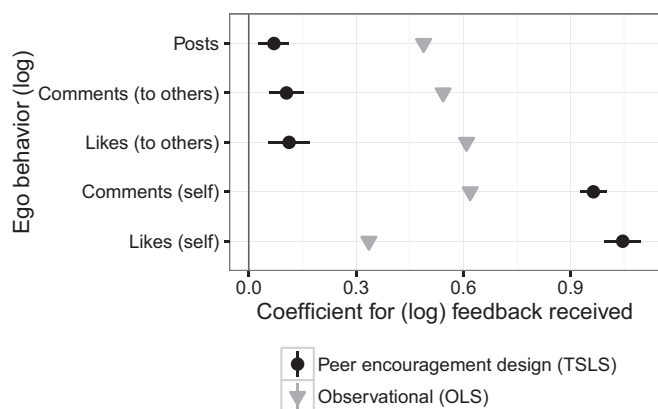 Ego behavior (log)
Posts
Comments (to others)
Likes (to others)
Comments (self)
Likes (self)
0.0 0.3 0.6 0.9
Coefficient for (log) feedback received
Peer encouragement design (TSLS)
Observational (OLS)